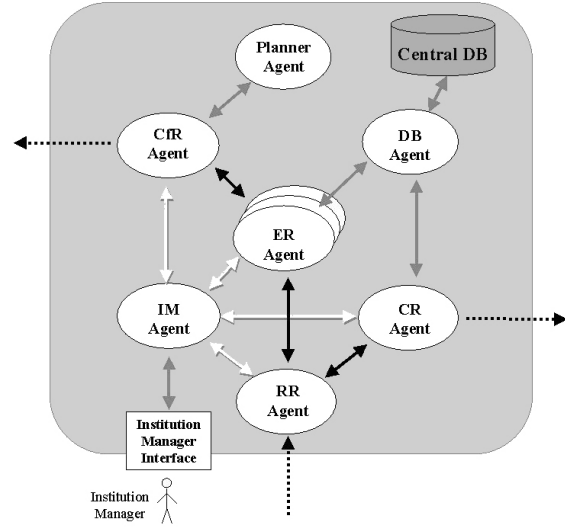 Planner
Agent
Central DB
CfR
Agent
DB
Agent
ER
Agent
IM
Agent
CR
Agent
RR
Agent
Institution
Manager
Interface
Institution
Manager